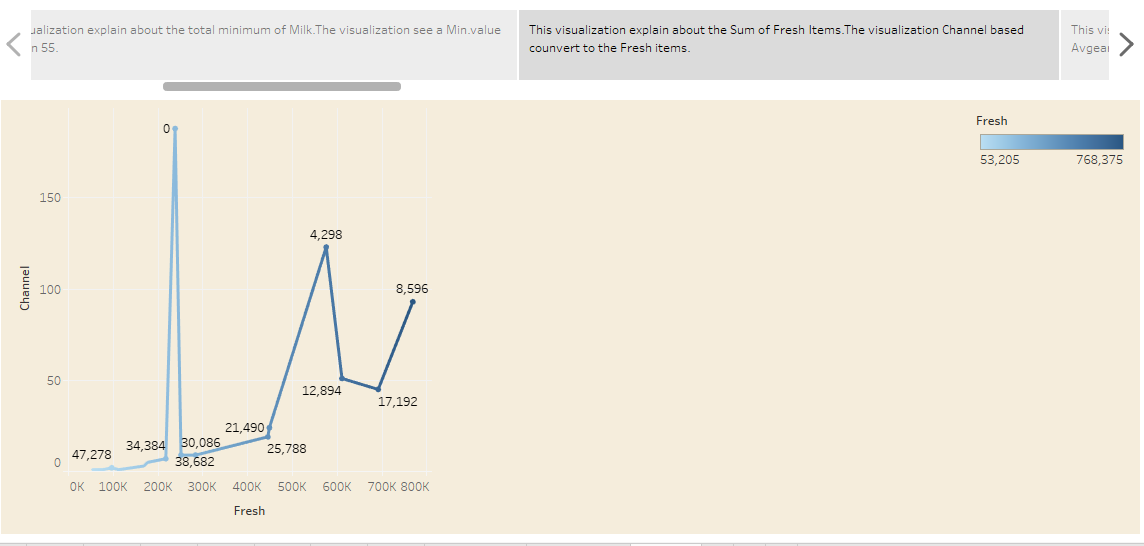 ualization explain about the total minimum of Milk.The visualization see a Min.value
n 55.
This visualization explain about the Sum of Fresh Items.The visualization Channel based
counvert to the Fresh items.
This vis
Avgear
Fresh
53,205 768,375
0
150
4,298
Channel
100
8,596
50
12,894
17,192
21,490
30,086
34,384
25,788
47,278
38,682
0
0K 100K 200K 300K 400K 500K 600K 700K 800K
Fresh